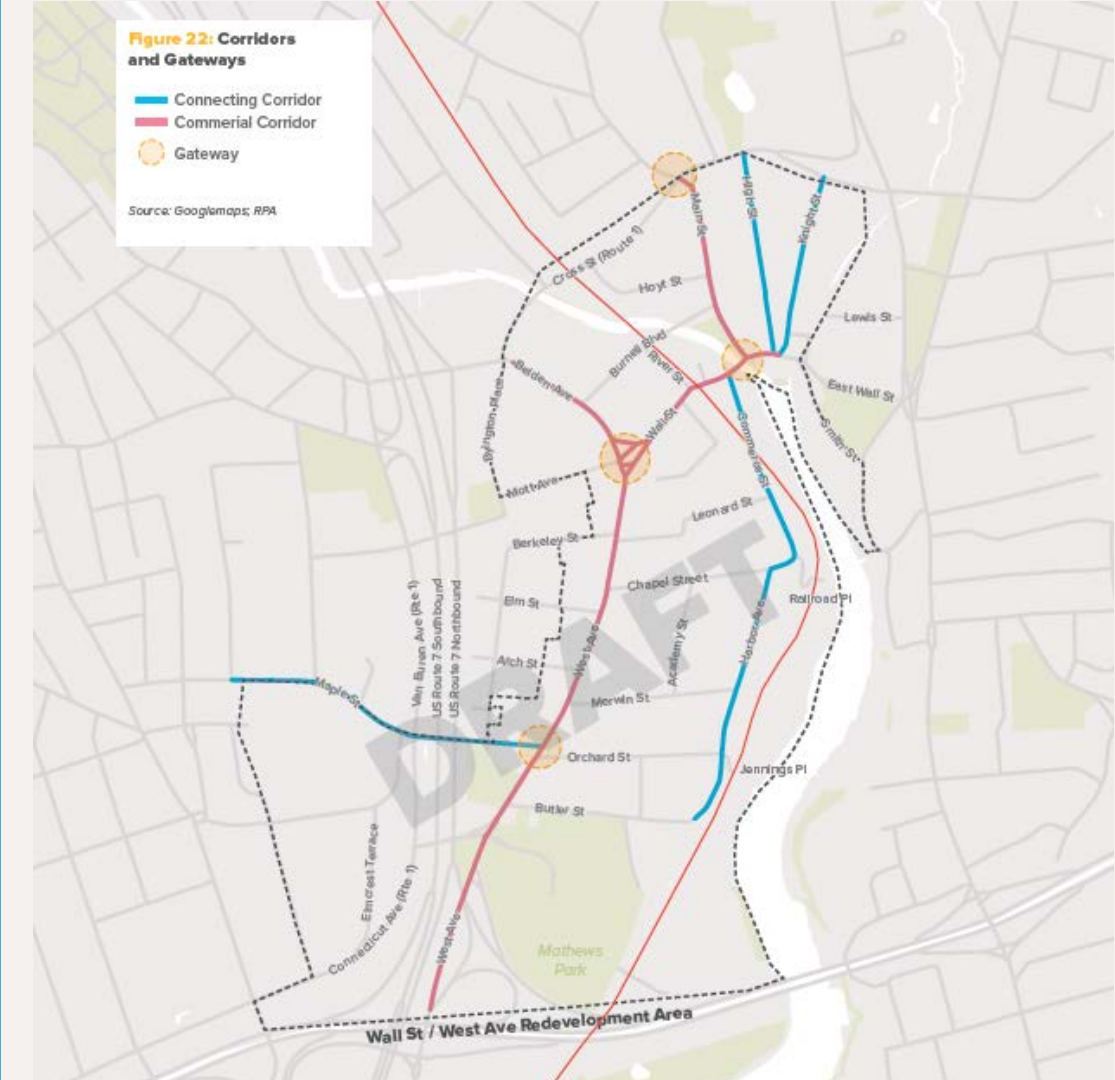 Figure 22: Corridors
and Gateways
Connecting Corridor
Commerial Corridor
Gateway
Source: Googlemaps; RPA
Main St
High St
Knight St
Cross St (Route 1)
Hoyt St
Lewis St
Burnell Blvd
River St
Belden Ave
East Wall St
Byington place
Wall St
Smith St
Commerce St
Mott Ave
Leonard St
Berkeley St
DRAFT
Chapel Street
Railroad Pl
Elm St
Van Buren Ave (Rte 1)
US Route 7 Southbound
US Route 7 Northbound
Harbor Ave
Academy St
West Ave
Arch St
Maple St
Merwin St
Orchard St
Jennings Pl
Butler St
Elmcrest Terrace
Connecticut Ave (Rte 1)
West Ave
Mathews
Park
Wall St / West Ave Redevelopment Area